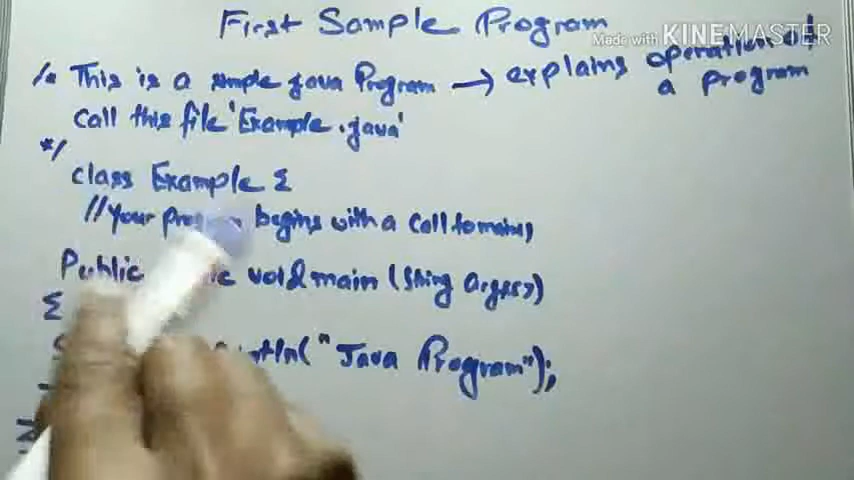 First Sample Program
Made with KINEMASTER
/* This is a simple java Program → explains operation of
a program
Call this file 'Example.java'
*/
class Example {
//Your begins with a Call to main()
Public void main (String args[])
{
("Java Program");